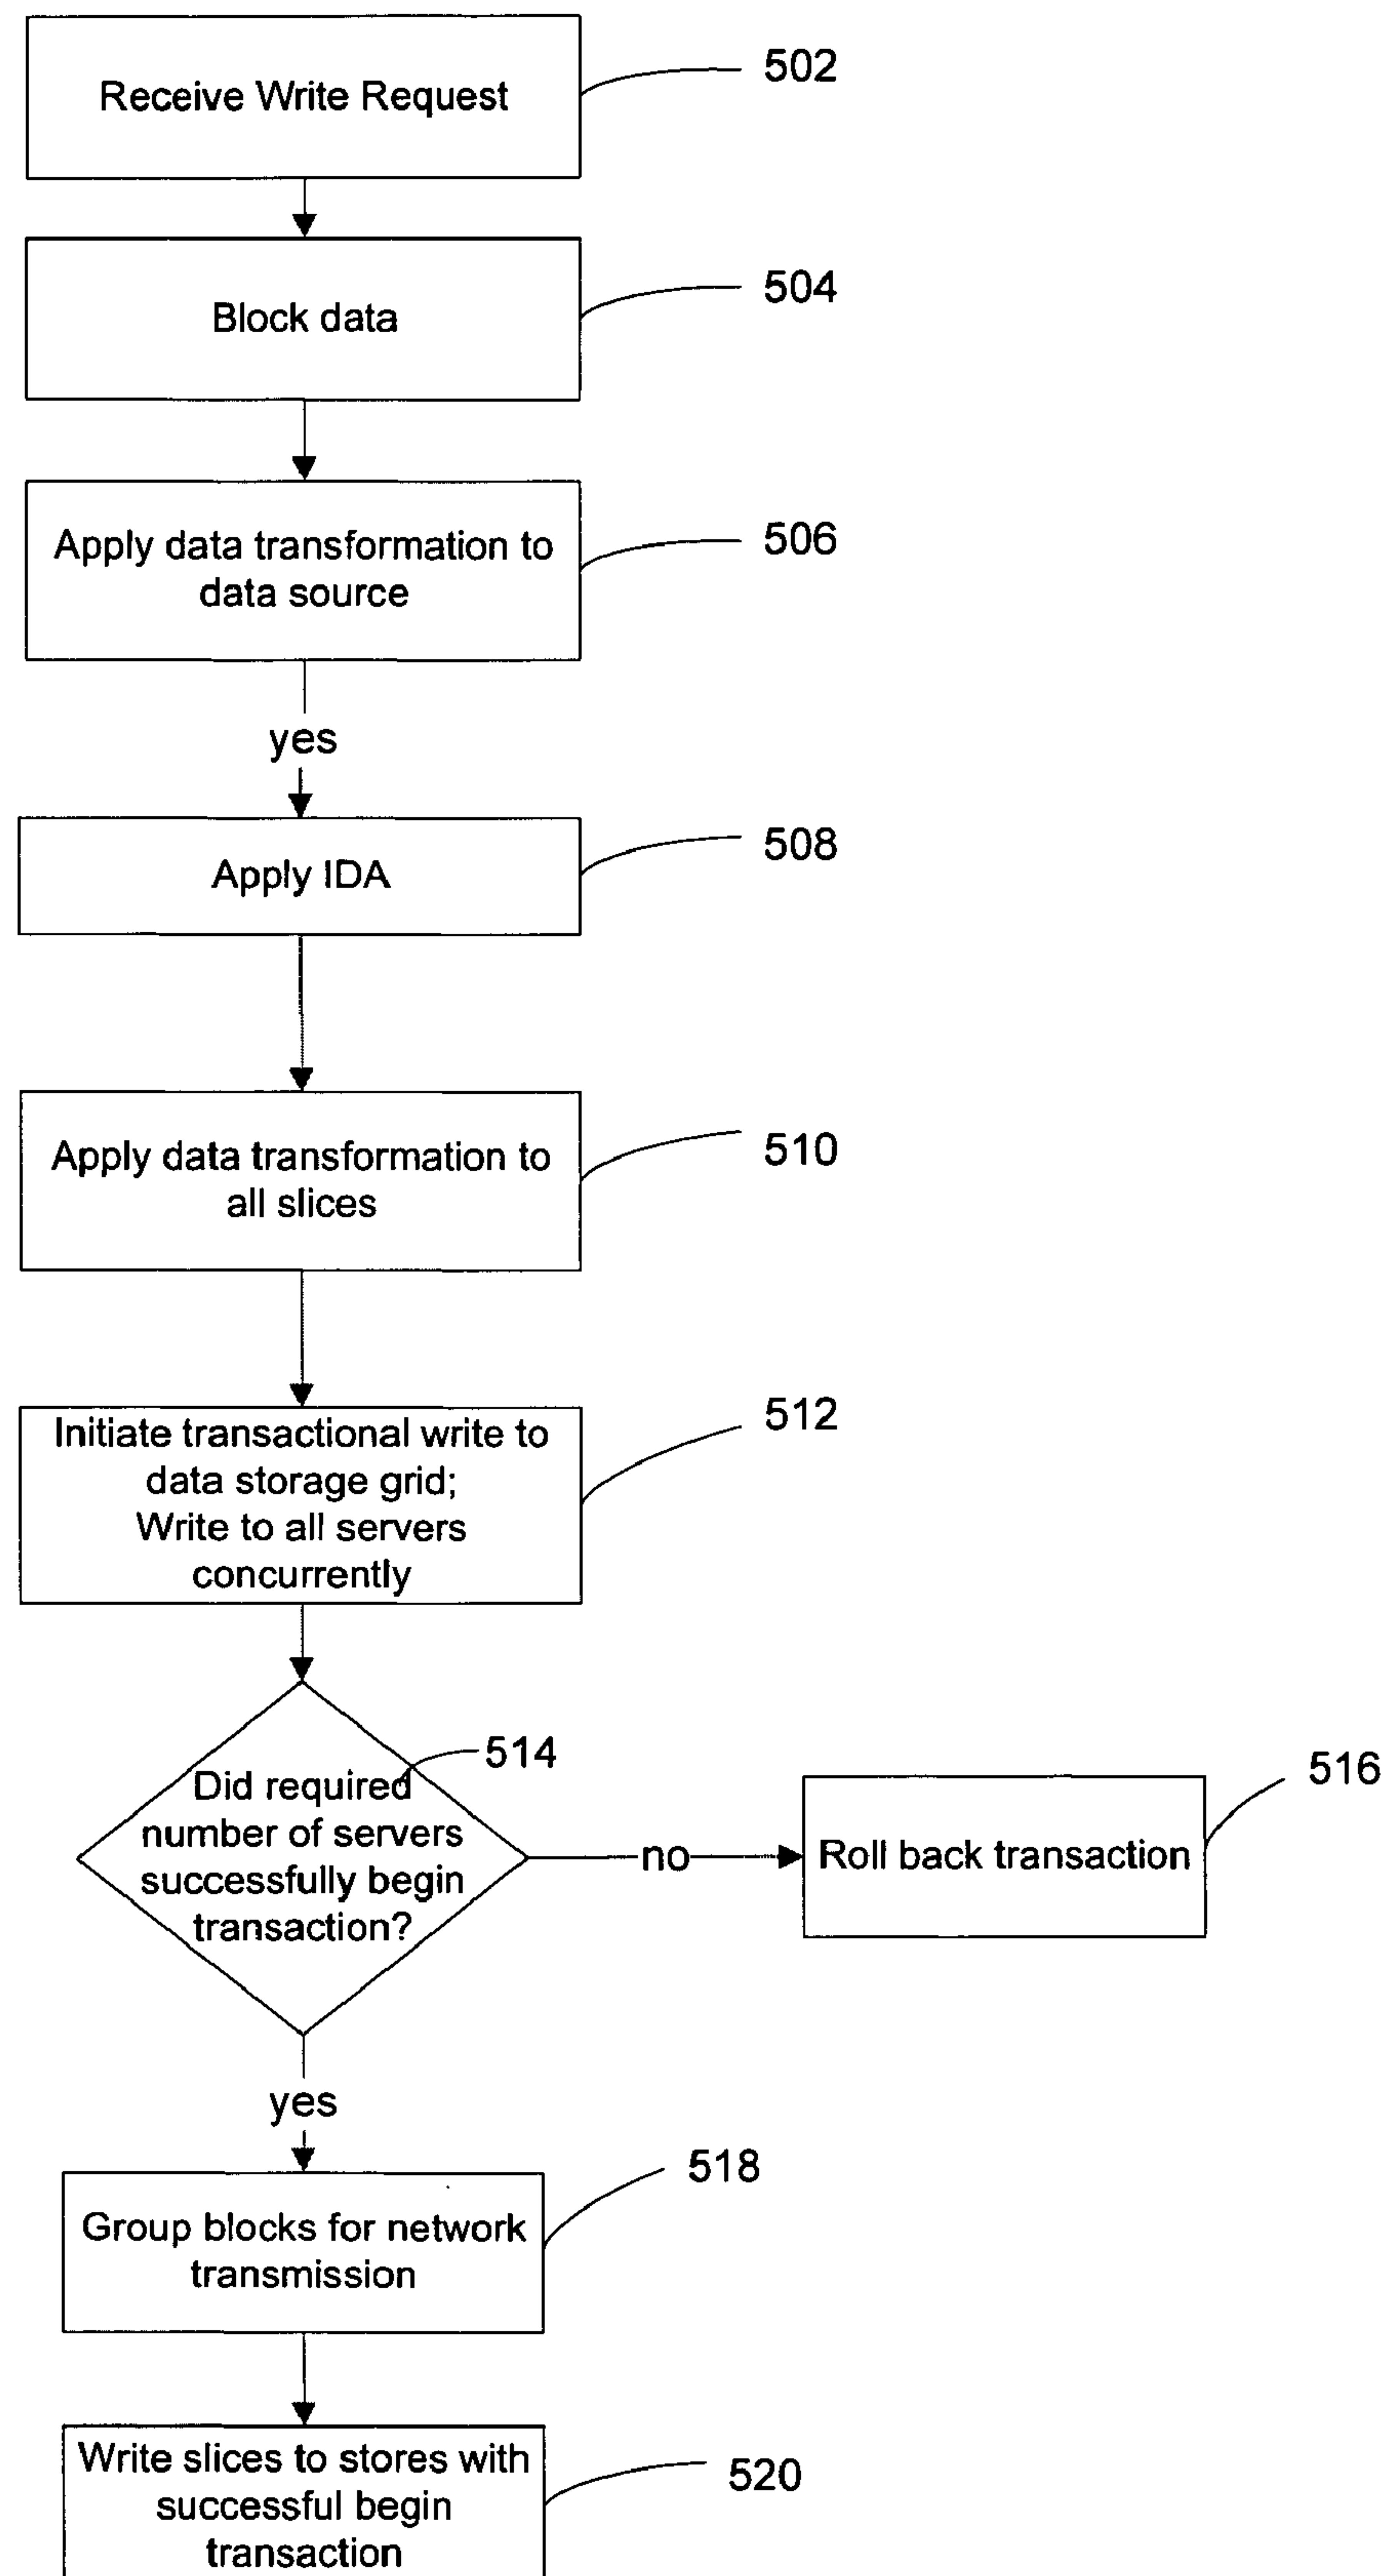 Receive Write Request
502
Block data
504
Apply data transformation to
data source
506
yes
Apply IDA
508
Apply data transformation to
all slices
510
Initiate transactional write to
data storage grid;
Write to all servers
concurrently
512
514
Did required
number of servers
successfully begin
transaction?
no
Roll back transaction
516
yes
Group blocks for network
transmission
518
Write slices to stores with
successful begin
transaction
520